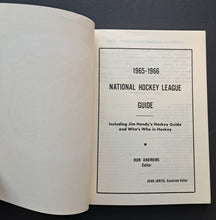 1965-1966
NATIONAL HOCKEY LEAGUE
GUIDE
Including Jim Hendy's Hockey Guide
and Who's Who in Hockey
RON ANDREWS
Editor
JOHN JARVIS, Associate Editor